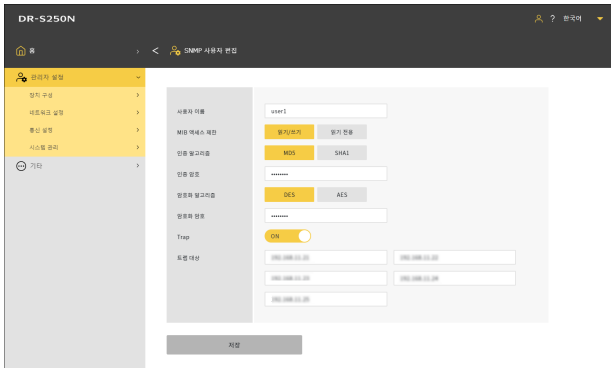 DR-S250N
? 한국어
홈
< SNMP 사용자 편집
관리자 설정
장치 구성
네트워크 설정
통신 설정
시스템 관리
기타
사용자 이름 user1
MIB 액세스 제한 읽기/쓰기 읽기 전용
인증 알고리즘 MD5 SHA1
인증 암호 ••••••••
암호화 알고리즘 DES AES
암호화 암호 ••••••••
Trap ON
트랩 대상
저장